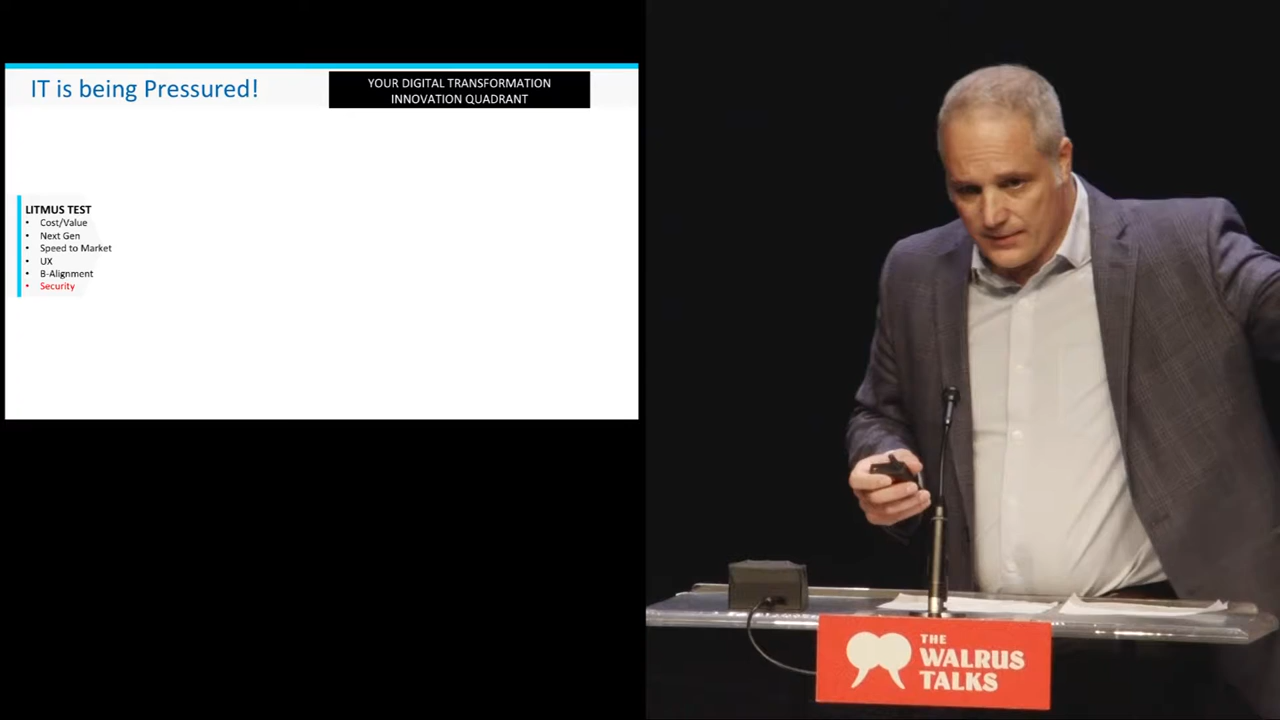 IT is being Pressured!
YOUR DIGITAL TRANSFORMATION
INNOVATION QUADRANT
LITMUS TEST
• Cost/Value
• Next Gen
• Speed to Market
• UX
• B-Alignment
• Security
THE
WALRUS
TALKS